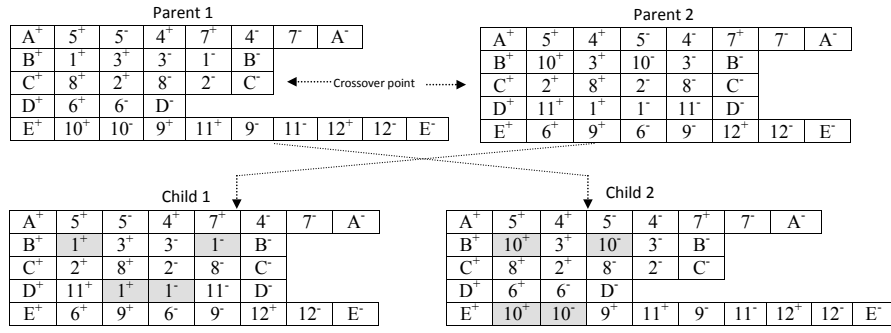 Parent 1
A⁺ 5⁺ 5⁻ 4⁺ 7⁺ 4⁻ 7⁻ A⁻
B⁺ 1⁺ 3⁺ 3⁻ 1⁻ B⁻
C⁺ 8⁺ 2⁺ 8⁻ 2⁻ C⁻
D⁺ 6⁺ 6⁻ D⁻
E⁺ 10⁺ 10⁻ 9⁺ 11⁺ 9⁻ 11⁻ 12⁺ 12⁻ E⁻
Crossover point
Parent 2
A⁺ 5⁺ 4⁺ 5⁻ 4⁻ 7⁺ 7⁻ A⁻
B⁺ 10⁺ 3⁺ 10⁻ 3⁻ B⁻
C⁺ 2⁺ 8⁺ 2⁻ 8⁻ C⁻
D⁺ 11⁺ 1⁺ 1⁻ 11⁻ D⁻
E⁺ 6⁺ 9⁺ 6⁻ 9⁻ 12⁺ 12⁻ E⁻
Child 1
A⁺ 5⁺ 5⁻ 4⁺ 7⁺ 4⁻ 7⁻ A⁻
B⁺ 1⁺ 3⁺ 3⁻ 1⁻ B⁻
C⁺ 2⁺ 8⁺ 2⁻ 8⁻ C⁻
D⁺ 11⁺ 1⁺ 1⁻ 11⁻ D⁻
E⁺ 6⁺ 9⁺ 6⁻ 9⁻ 12⁺ 12⁻ E⁻
Child 2
A⁺ 5⁺ 4⁺ 5⁻ 4⁻ 7⁺ 7⁻ A⁻
B⁺ 10⁺ 3⁺ 10⁻ 3⁻ B⁻
C⁺ 8⁺ 2⁺ 8⁻ 2⁻ C⁻
D⁺ 6⁺ 6⁻ D⁻
E⁺ 10⁺ 10⁻ 9⁺ 11⁺ 9⁻ 11⁻ 12⁺ 12⁻ E⁻